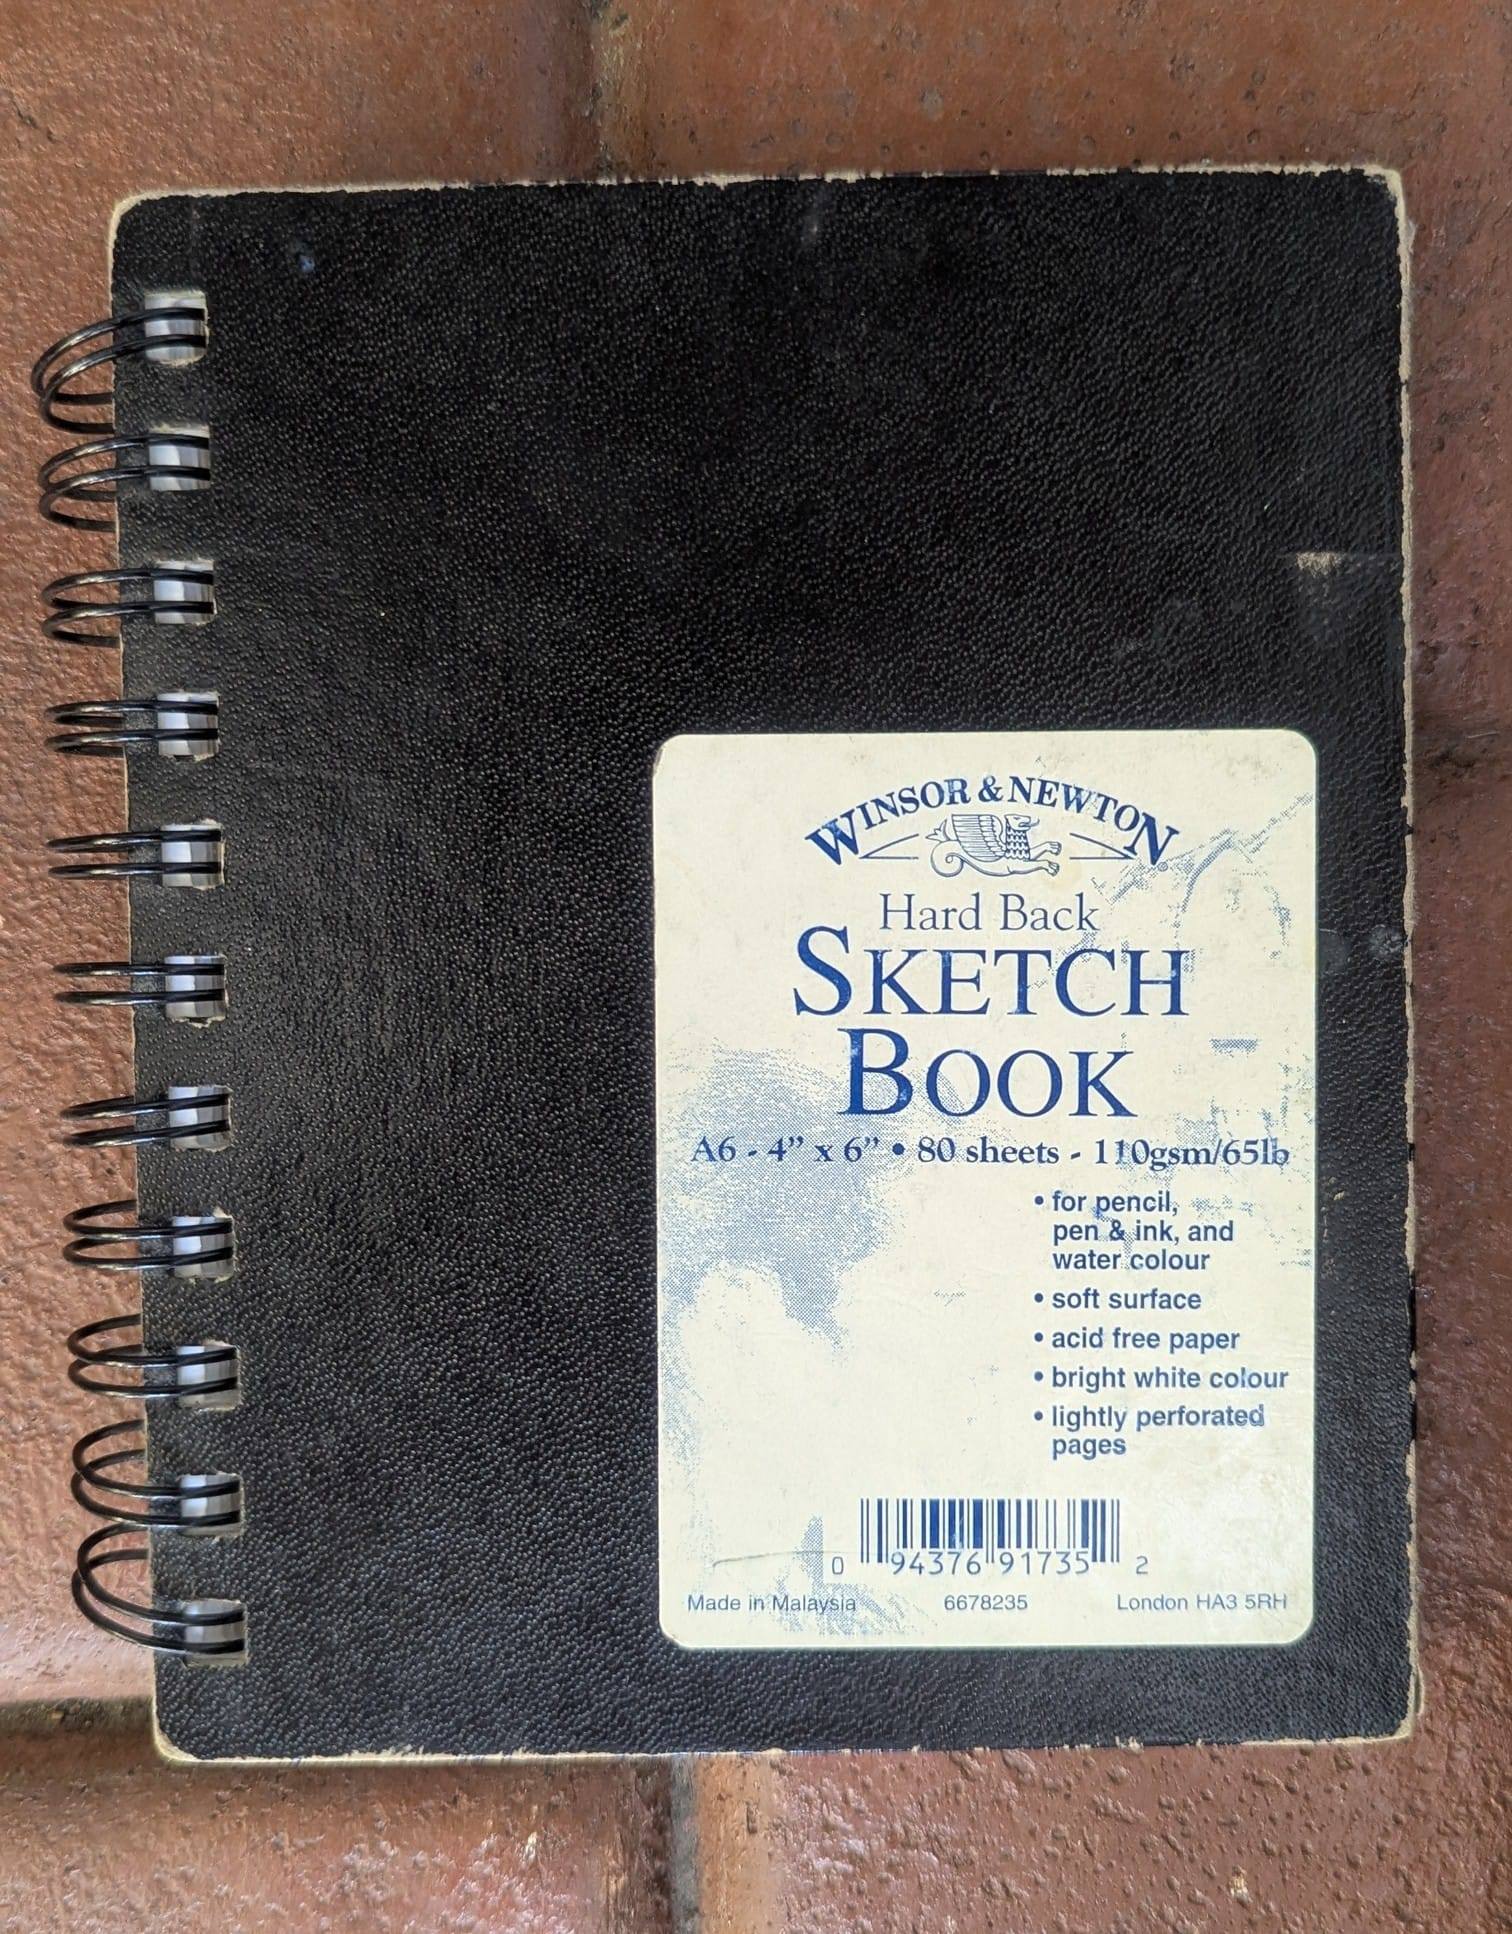 WINSOR & NEWTON
Hard Back
SKETCH
BOOK
A6 - 4” x 6” • 80 sheets - 110gsm/65lb
• for pencil,
pen & ink, and
water colour
• soft surface
• acid free paper
• bright white colour
• lightly perforated
pages
0 94376 91735 2
Made in Malaysia 6678235 London HA3 5RH